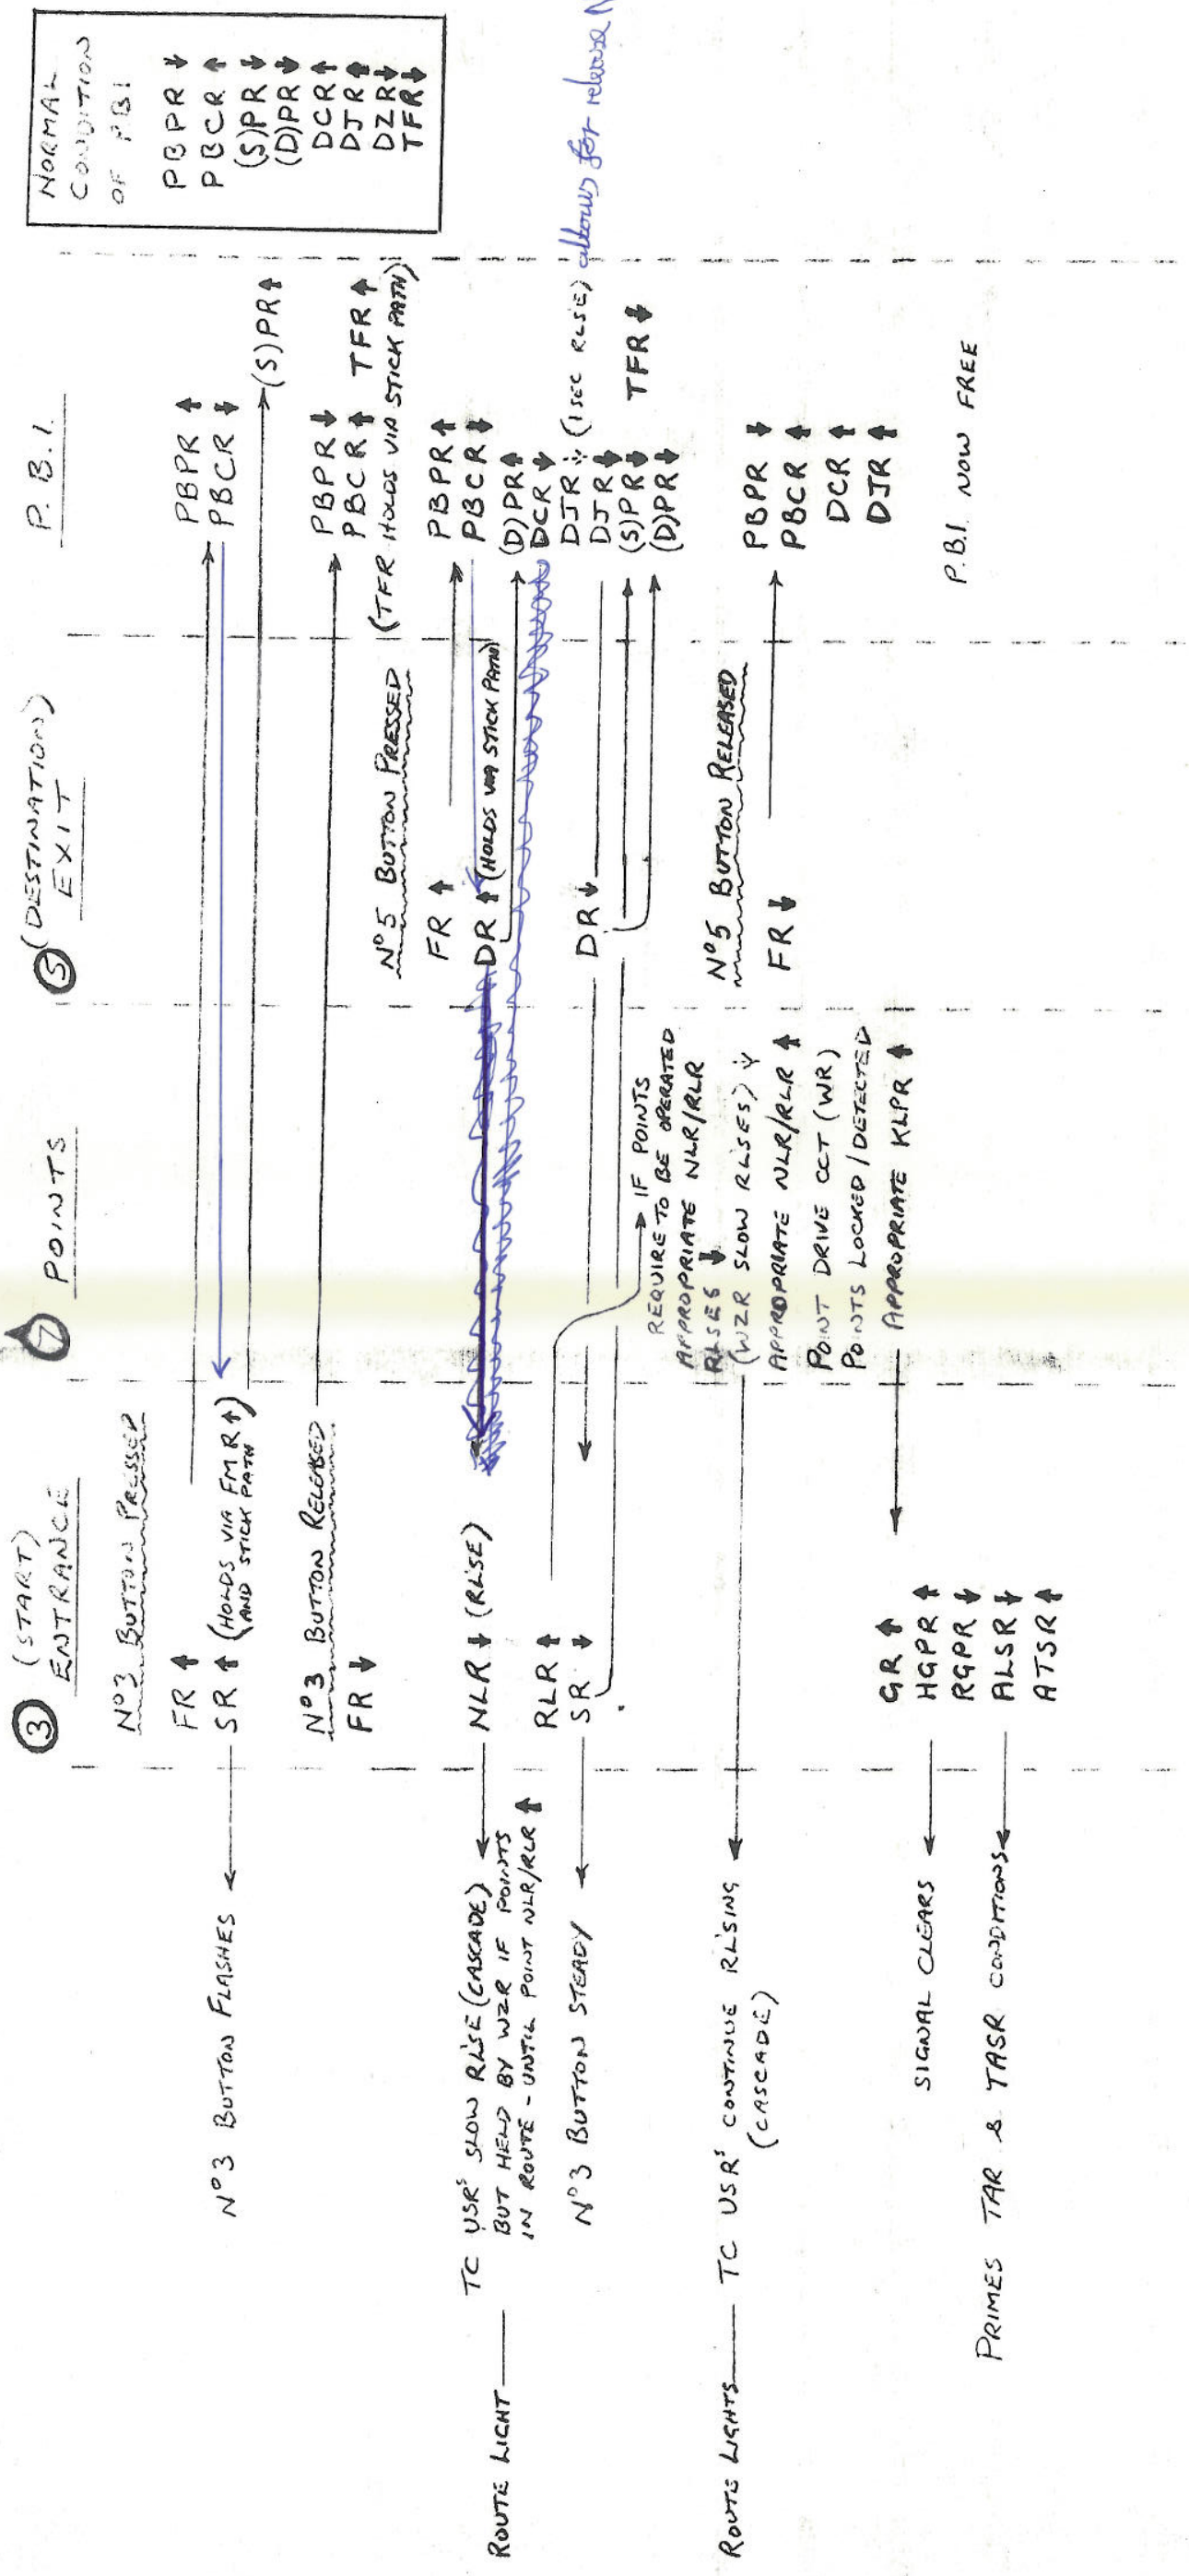 ③ (START)
ENTRANCE
⑦ POINTS
⑤ (DESTINATION)
EXIT
P. B. I.
NORMAL
CONDITION
OF PBI
PBPR ↓
PBCR ↑
(S)PR ↓
(D)PR ↓
DCR ↑
DJR ↑
DZR ↓
TFR ↓
Nº3 BUTTON PRESSED
FR ↑
PBPR ↑
Nº3 BUTTON FLASHES
SR ↑ (HOLDS VIA FMR ↑)
AND STICK PATH
PBCR ↓
(S)PR ↑
Nº3 BUTTON RELEASED
FR ↓
PBPR ↓
PBCR ↑ TFR ↑
(TFR HOLDS VIA STICK PATH)
Nº5 BUTTON PRESSED
FR ↑
PBPR ↑
PBCR ↓
DR ↑ (HOLDS VIA STICK PATH)
(D)PR ↑
DCR ↓
DJR ↓ (1 SEC RLSE) allows for release N
ROUTE LIGHT
TC USRˢ SLOW RLSE (CASCADE)
BUT HELD BY WZR IF POINTS
IN ROUTE - UNTIL POINT NLR/RLR ↑
NLR ↓ (RLSE)
RLR ↑
Nº3 BUTTON STEADY
SR ↓
DR ↓
DJR ↓
(S)PR ↓
(D)PR ↓
TFR ↓
IF POINTS
REQUIRE TO BE OPERATED
APPROPRIATE NLR/RLR
RLSES ↓
(WZR SLOW RLSES) ↓
APPROPRIATE NLR/RLR ↑
POINT DRIVE CCT (WR)
POINTS LOCKED/DETECTED
APPROPRIATE KLPR ↑
ROUTE LIGHTS
TC USRˢ CONTINUE RLSING
(CASCADE)
Nº5 BUTTON RELEASED
FR ↓
PBPR ↓
PBCR ↑
DCR ↑
DJR ↑
P.B.I. NOW FREE
GR ↑
HGPR ↑
RGPR ↓
ALSR ↓
ATSR ↑
SIGNAL CLEARS
PRIMES TAR & TASR CONDITIONS